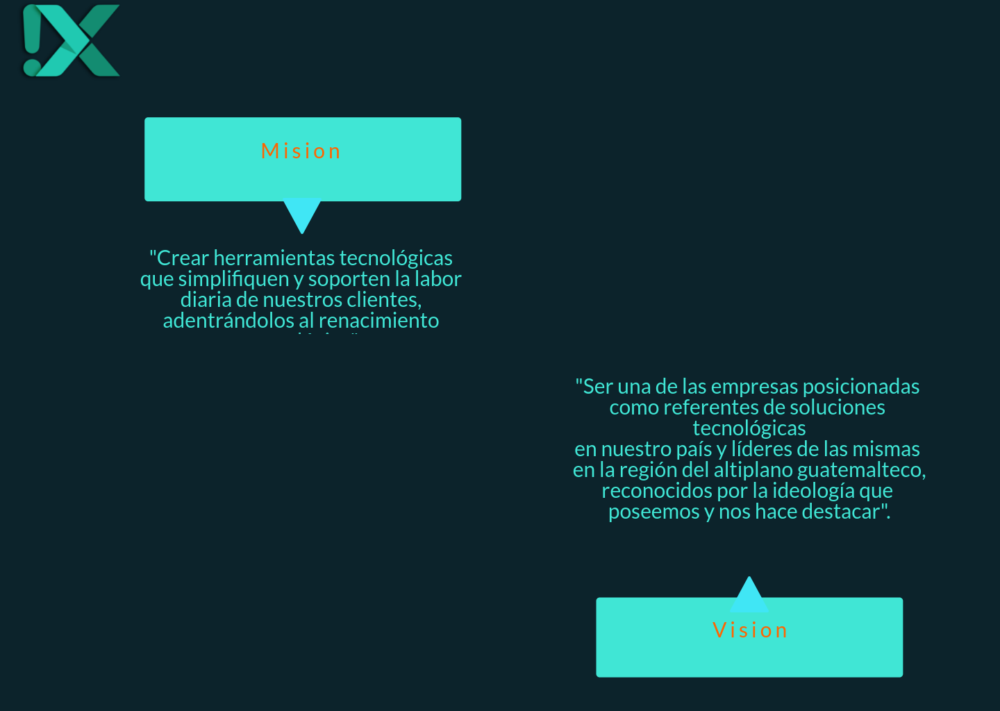 Mision
"Crear herramientas tecnológicas
que simplifiquen y soporten la labor
diaria de nuestros clientes,
adentrándolos al renacimiento
"Ser una de las empresas posicionadas
como referentes de soluciones
tecnológicas
en nuestro país y líderes de las mismas
en la región del altiplano guatemalteco,
reconocidos por la ideología que
poseemos y nos hace destacar".
Vision